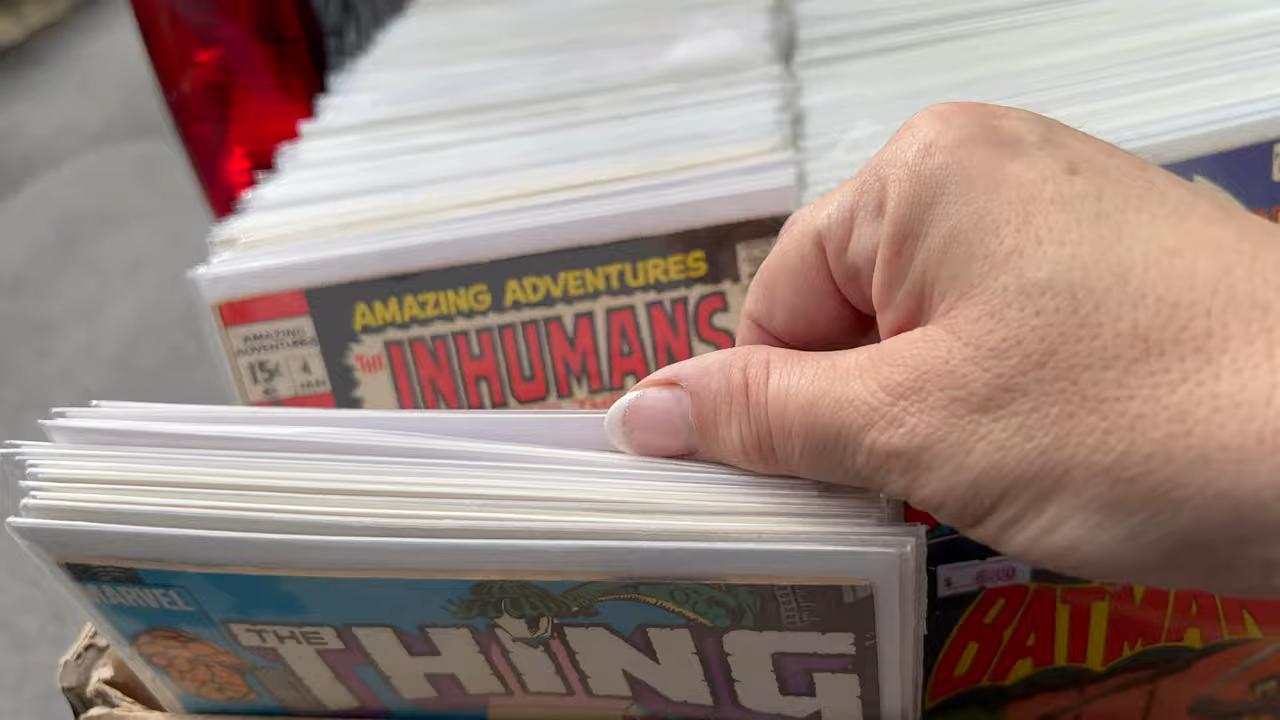 AMAZING ADVENTURES
THE INHUMANS
AMAZING
ADVENTURES
15¢ 4
JAN
MARVEL
THE THING
BATMAN